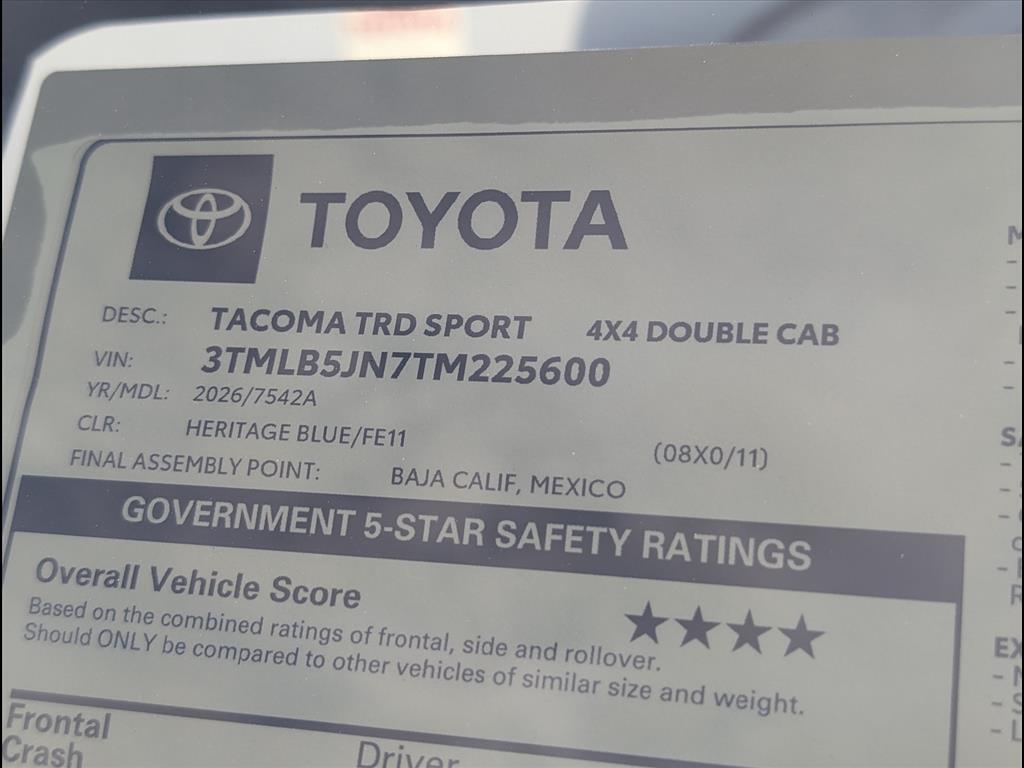 TOYOTA
DESC.: TACOMA TRD SPORT 4X4 DOUBLE CAB
VIN: 3TMLB5JN7TM225600
YR/MDL: 2026/7542A
CLR: HERITAGE BLUE/FE11 (08X0/11)
FINAL ASSEMBLY POINT: BAJA CALIF, MEXICO
GOVERNMENT 5-STAR SAFETY RATINGS
Overall Vehicle Score ★★★★
Based on the combined ratings of frontal, side and rollover.
Should ONLY be compared to other vehicles of similar size and weight.
Frontal
Crash Driver